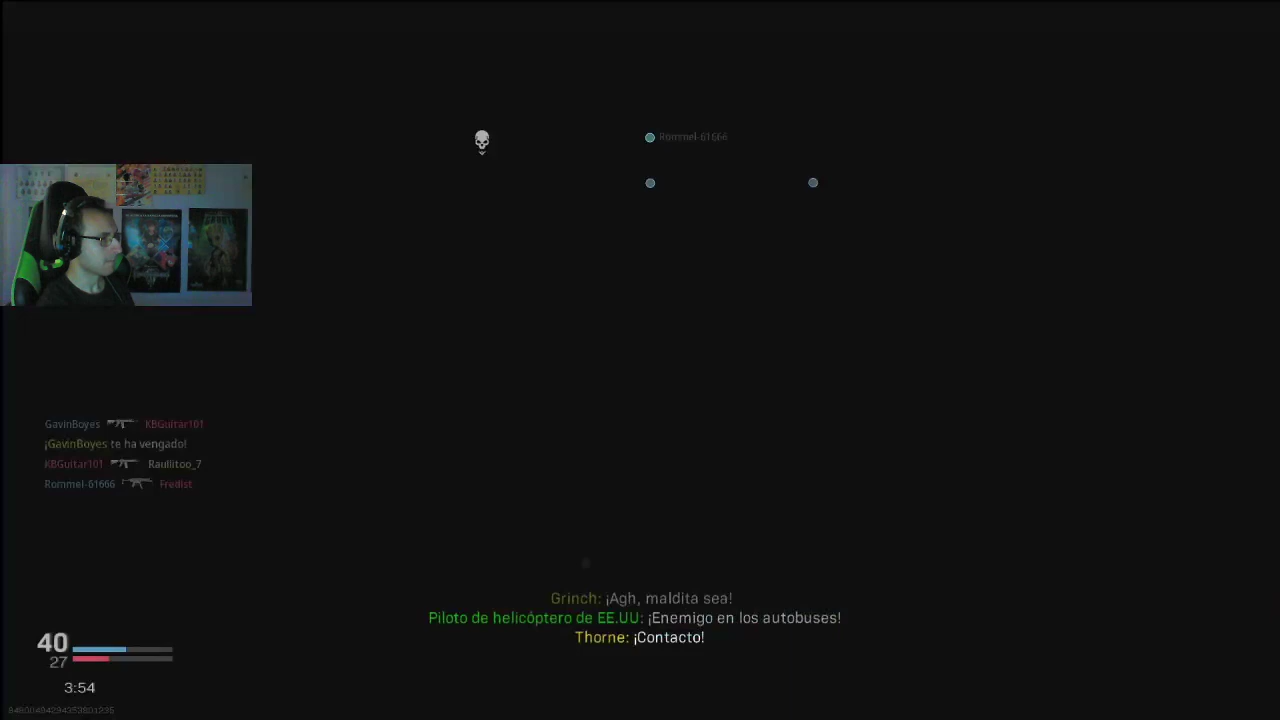 Rommel-61666
GavinBoyes KBGuitar101
¡GavinBoyes te ha vengado!
KBGuitar101 Raullitoo_7
Rommel-61666 Fredist
Grinch: ¡Agh, maldita sea!
Piloto de helicóptero de EE.UU: ¡Enemigo en los autobuses!
Thorne: ¡Contacto!
40
27
3:54